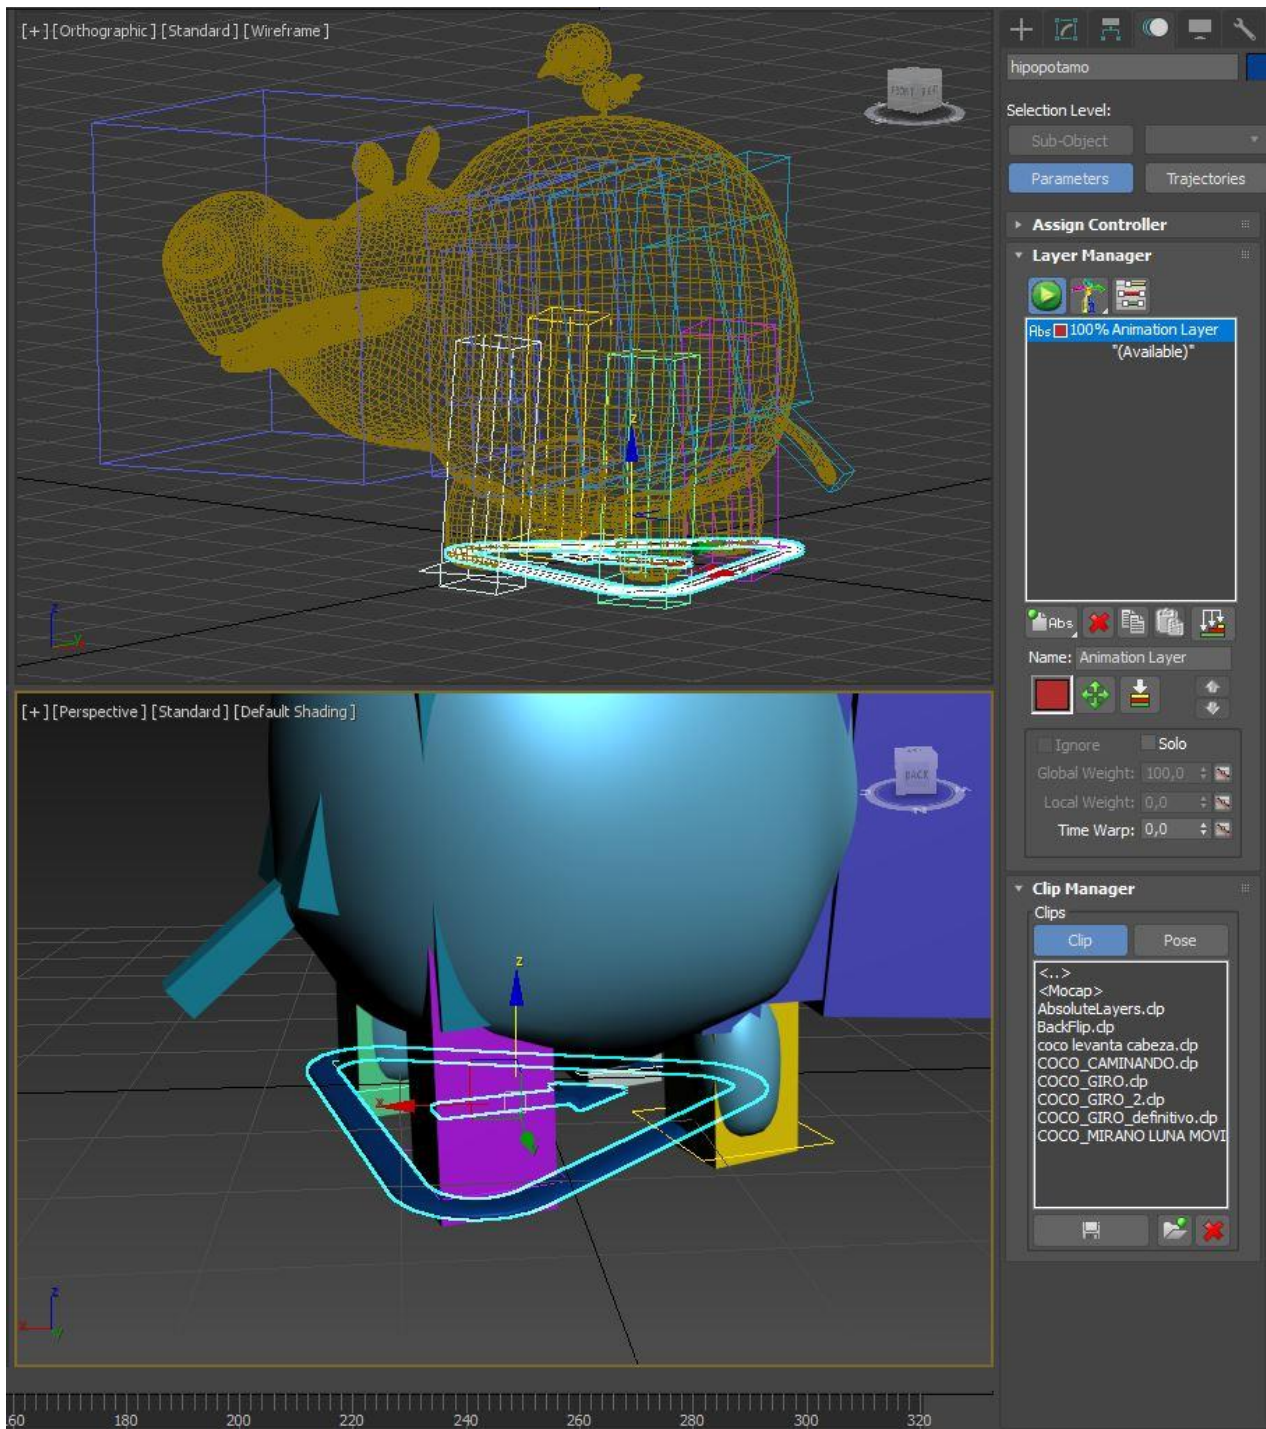 [+] [Orthographic] [Standard] [Wireframe]
z
z
y
[+] [Perspective] [Standard] [Default Shading]
BACK
z
x
y
z
x
y
160 180 200 220 240 260 280 300 320
hipopotamo
Selection Level:
Sub-Object
Parameters Trajectories
Assign Controller
Layer Manager
Abs 100% Animation Layer
"(Available)"
Abs
Name: Animation Layer
Ignore Solo
Global Weight: 100,0
Local Weight: 0,0
Time Warp: 0,0
Clip Manager
Clips
Clip Pose
<..>
<Mocap>
AbsoluteLayers.clp
BackFlip.clp
coco levanta cabeza.clp
COCO_CAMINANDO.clp
COCO_GIRO.clp
COCO_GIRO_2.clp
COCO_GIRO_definitivo.clp
COCO_MIRANO LUNA MOVI